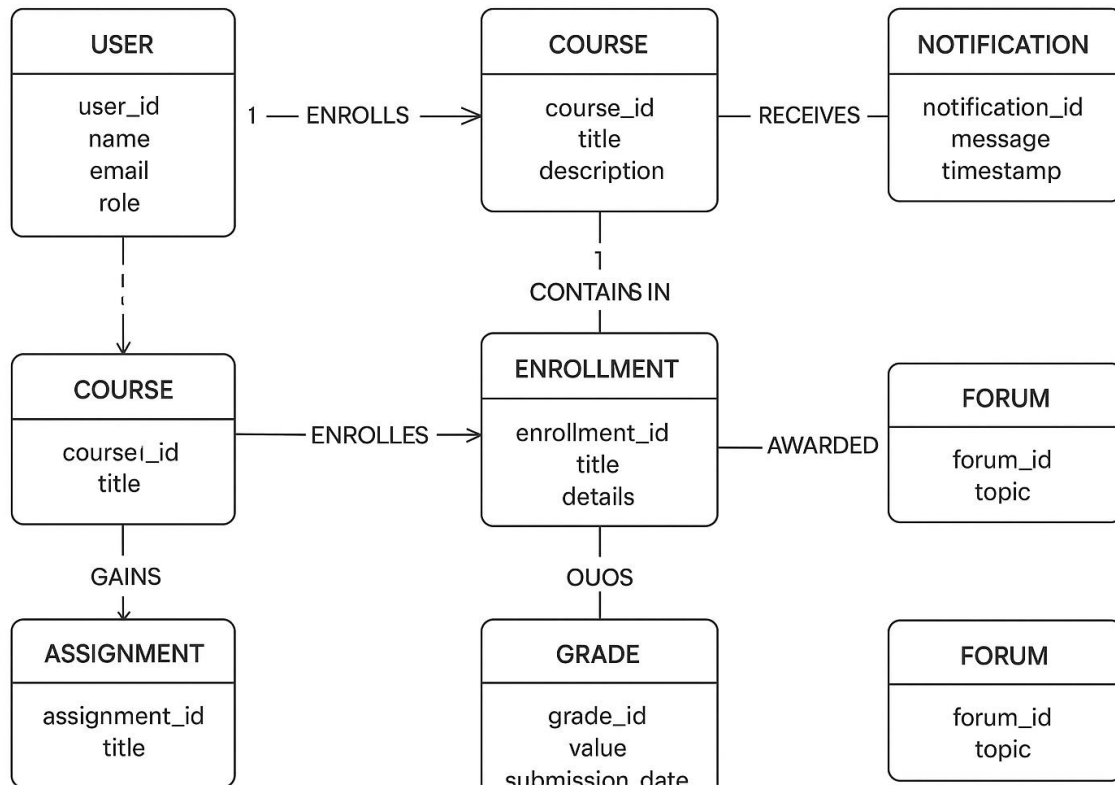 USER
user_id
name
email
role
1
ENROLLS
COURSE
course_id
title
description
RECEIVES
NOTIFICATION
notification_id
message
timestamp
1
CONTAINS IN
COURSE
title
ENROLLES
ENROLLMENT
enrollment_id
title
details
AWARDED
FORUM
forum_id
topic
GAINS
OUOS
ASSIGNMENT
assignment_id
title
GRADE
grade_id
value
submission_date
FORUM
forum_id
topic